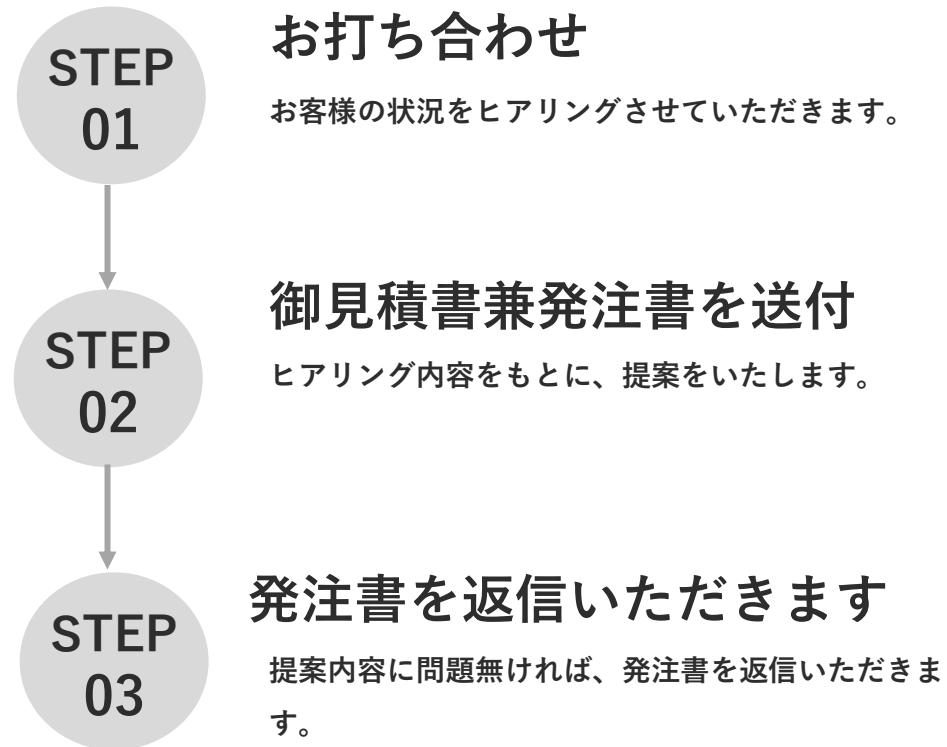 STEP
01
お打ち合わせ
お客様の状況をヒアリングさせていただきます。
STEP
02
御見積書兼発注書を送付
ヒアリング内容をもとに、提案をいたします。
STEP
03
発注書を返信いただきます
提案内容に問題無ければ、発注書を返信いただきま
す。